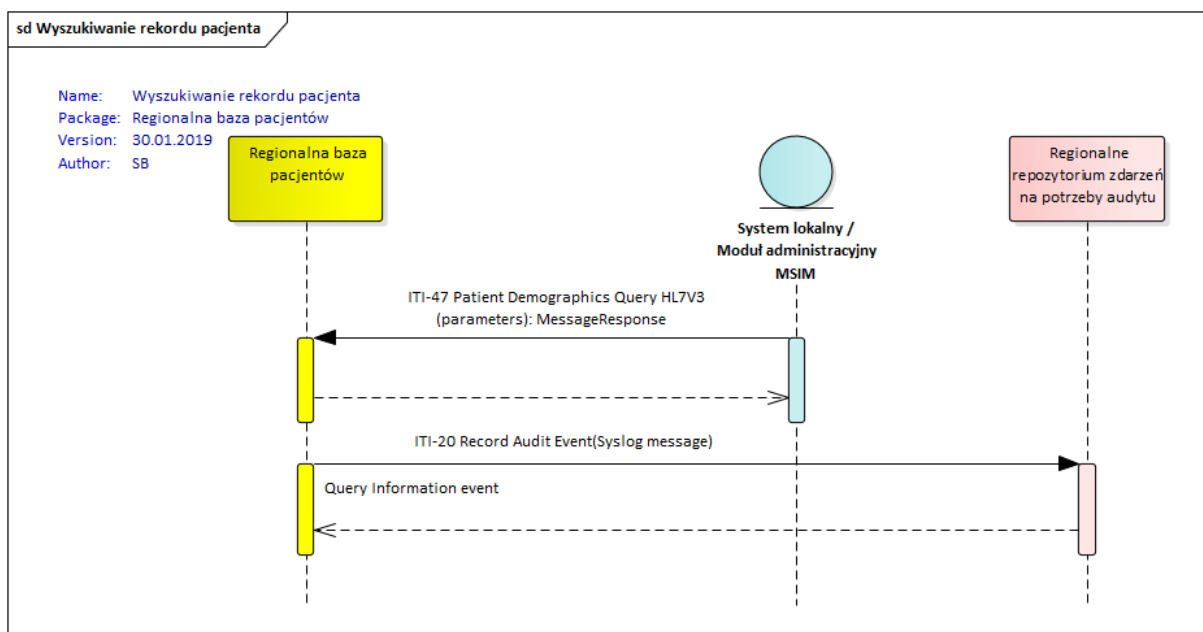 sd Wyszukiwanie rekordu pacjenta
Name: Wyszukiwanie rekordu pacjenta
Package: Regionalna baza pacjentów
Version: 30.01.2019
Author: SB
Regionalna baza
pacjentów
System lokalny /
Moduł administracyjny
MSIM
Regionalne
repozytorium zdarzeń
na potrzeby audytu
ITI-47 Patient Demographics Query HL7V3
(parameters): MessageResponse
ITI-20 Record Audit Event(Syslog message)
Query Information event